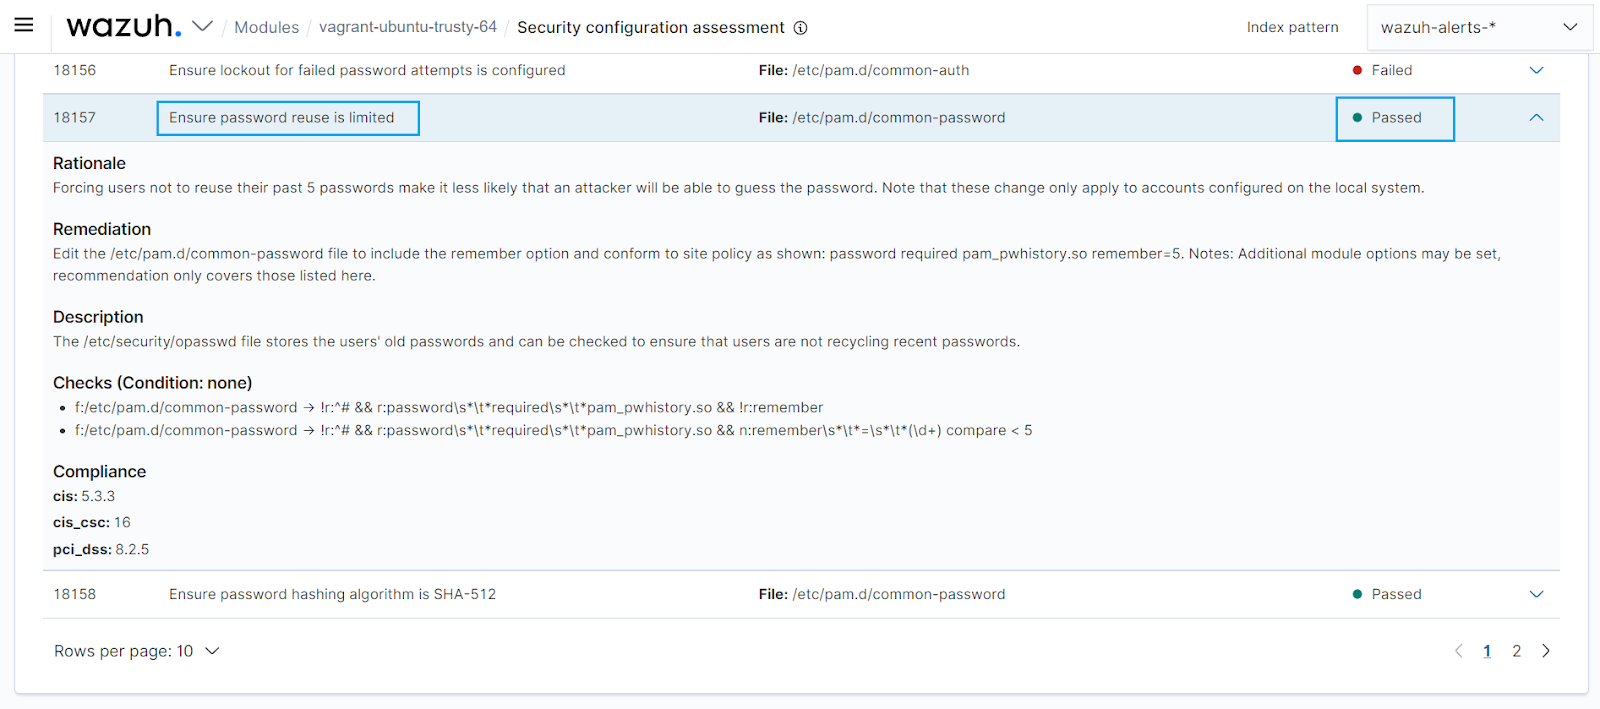 wazuh. / Modules / vagrant-ubuntu-trusty-64 / Security configuration assessment Index pattern wazuh-alerts-*
18156 Ensure lockout for failed password attempts is configured File: /etc/pam.d/common-auth Failed
18157 Ensure password reuse is limited File: /etc/pam.d/common-password Passed
Rationale
Forcing users not to reuse their past 5 passwords make it less likely that an attacker will be able to guess the password. Note that these change only apply to accounts configured on the local system.
Remediation
Edit the /etc/pam.d/common-password file to include the remember option and conform to site policy as shown: password required pam_pwhistory.so remember=5. Notes: Additional module options may be set,
recommendation only covers those listed here.
Description
The /etc/security/opasswd file stores the users' old passwords and can be checked to ensure that users are not recycling recent passwords.
Checks (Condition: none)
• f:/etc/pam.d/common-password → !r:^# && r:password\s*\t*required\s*\t*pam_pwhistory.so && !r:remember
• f:/etc/pam.d/common-password → !r:^# && r:password\s*\t*required\s*\t*pam_pwhistory.so && n:remember\s*\t*=\s*\t*(\d+) compare < 5
Compliance
cis: 5.3.3
cis_csc: 16
pci_dss: 8.2.5
18158 Ensure password hashing algorithm is SHA-512 File: /etc/pam.d/common-password Passed
Rows per page: 10 < 1 2 >